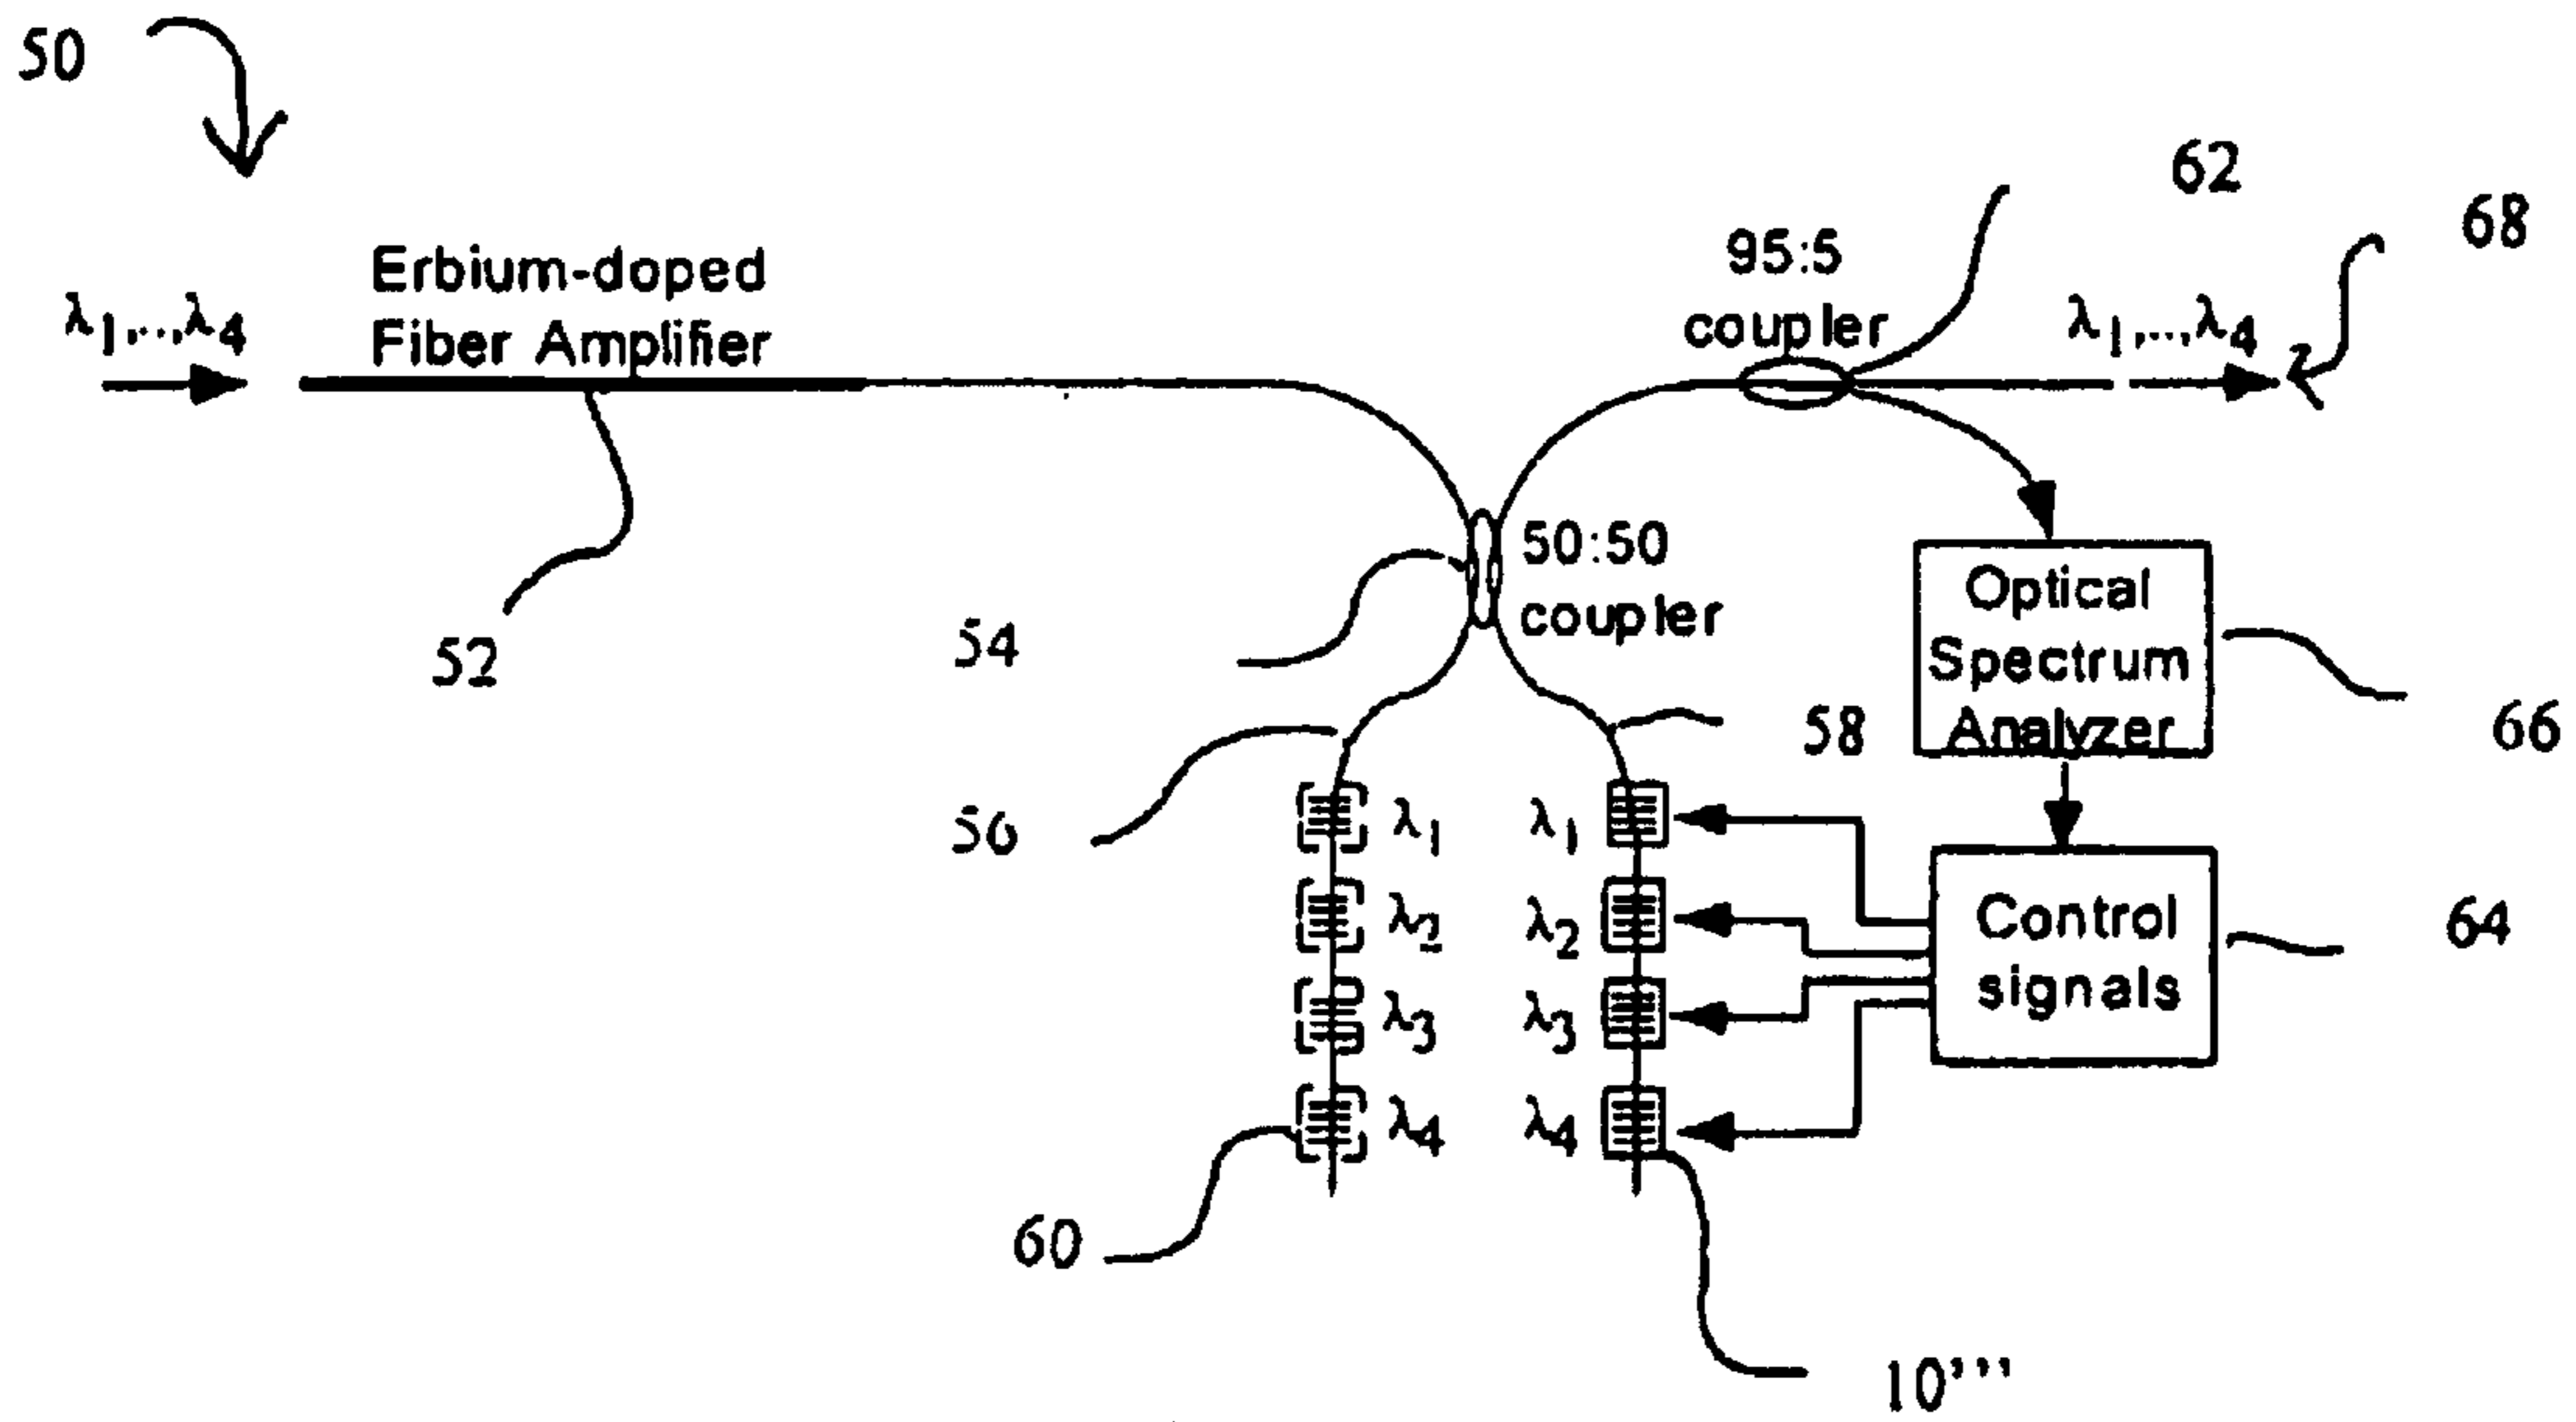 50
62
68
Erbium-doped
Fiber Amplifier
λ1,..,λ4
95:5
coupler
λ1,..,λ4
50:50
coupler
54
52
Optical
Spectrum
Analyzer
66
56
58
λ1
λ1
λ2
λ2
λ3
λ3
λ4
λ4
Control
signals
64
60
10'''